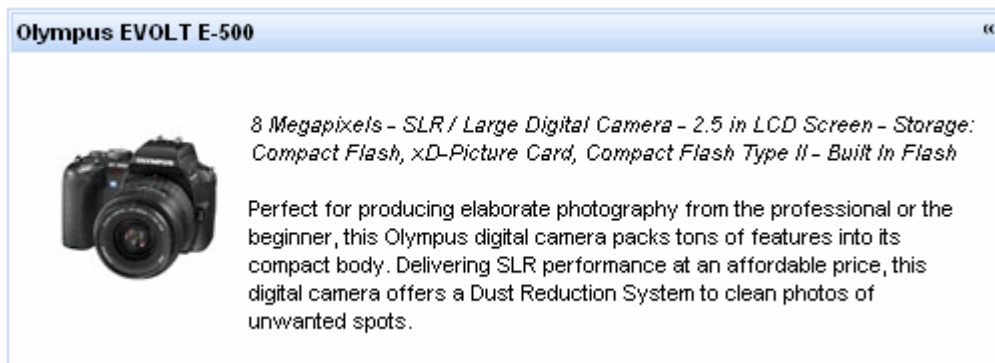 Olympus EVOLT E-500 «
8 Megapixels - SLR / Large Digital Camera - 2.5 in LCD Screen - Storage:
Compact Flash, xD-Picture Card, Compact Flash Type II - Built In Flash
OLYMPUS
Perfect for producing elaborate photography from the professional or the
beginner, this Olympus digital camera packs tons of features into its
compact body. Delivering SLR performance at an affordable price, this
digital camera offers a Dust Reduction System to clean photos of
unwanted spots.